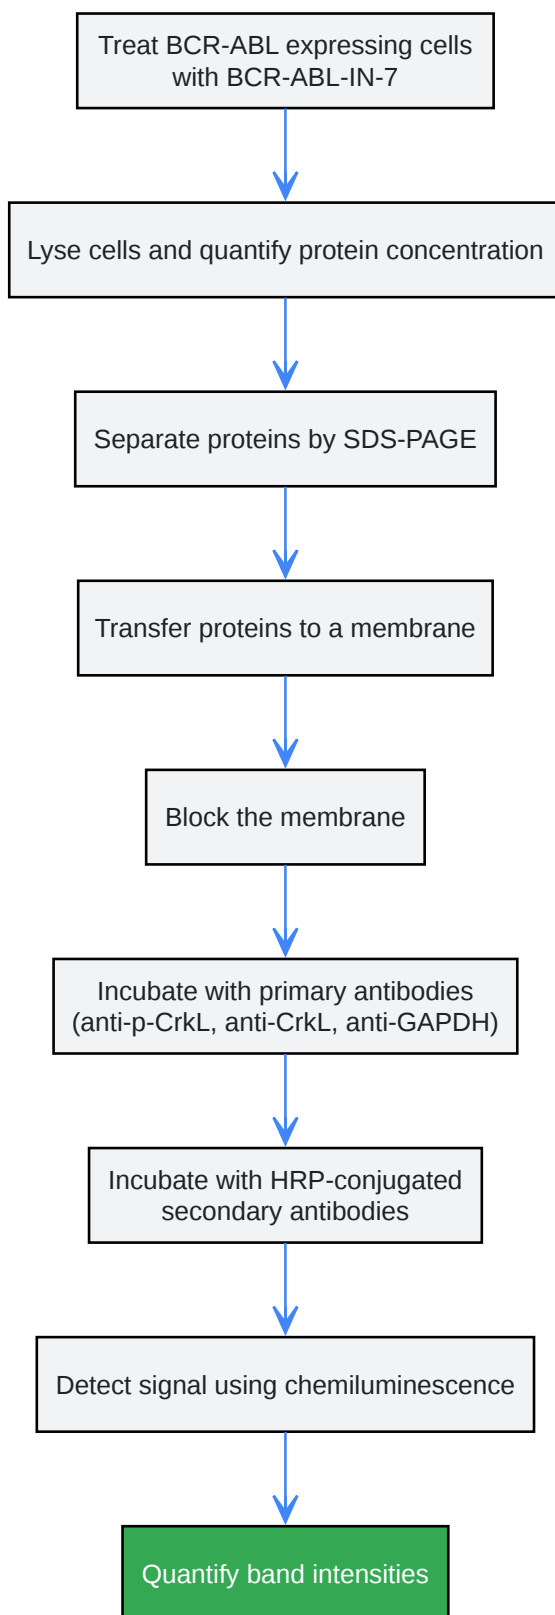 Treat BCR-ABL expressing cells
with BCR-ABL-IN-7
Lyse cells and quantify protein concentration
Separate proteins by SDS-PAGE
Transfer proteins to a membrane
Block the membrane
Incubate with primary antibodies
(anti-p-CrkL, anti-CrkL, anti-GAPDH)
Incubate with HRP-conjugated
secondary antibodies
Detect signal using chemiluminescence
Quantify band intensities